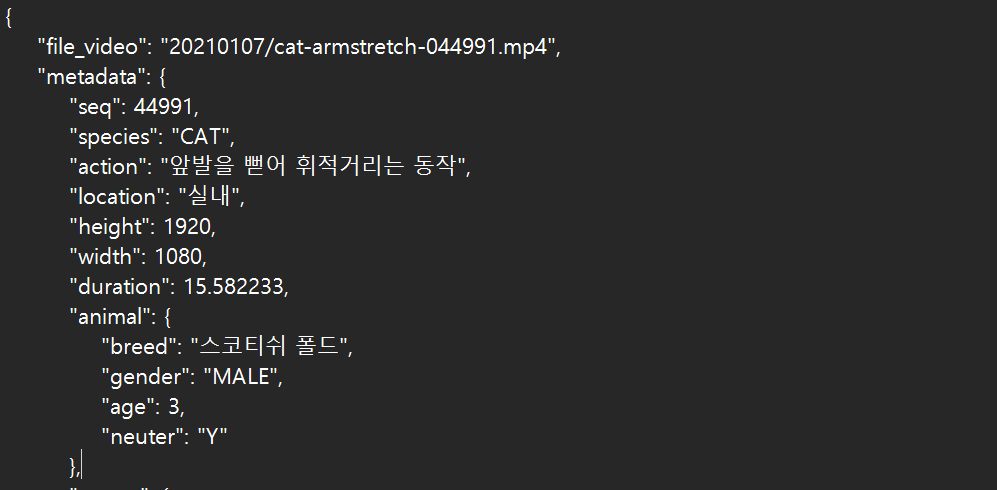 {
"file_video": "20210107/cat-armstretch-044991.mp4",
"metadata": {
"seq": 44991,
"species": "CAT",
"action": "앞발을 뻗어 휘적거리는 동작",
"location": "실내",
"height": 1920,
"width": 1080,
"duration": 15.582233,
"animal": {
"breed": "스코티쉬 폴드",
"gender": "MALE",
"age": 3,
"neuter": "Y"
},